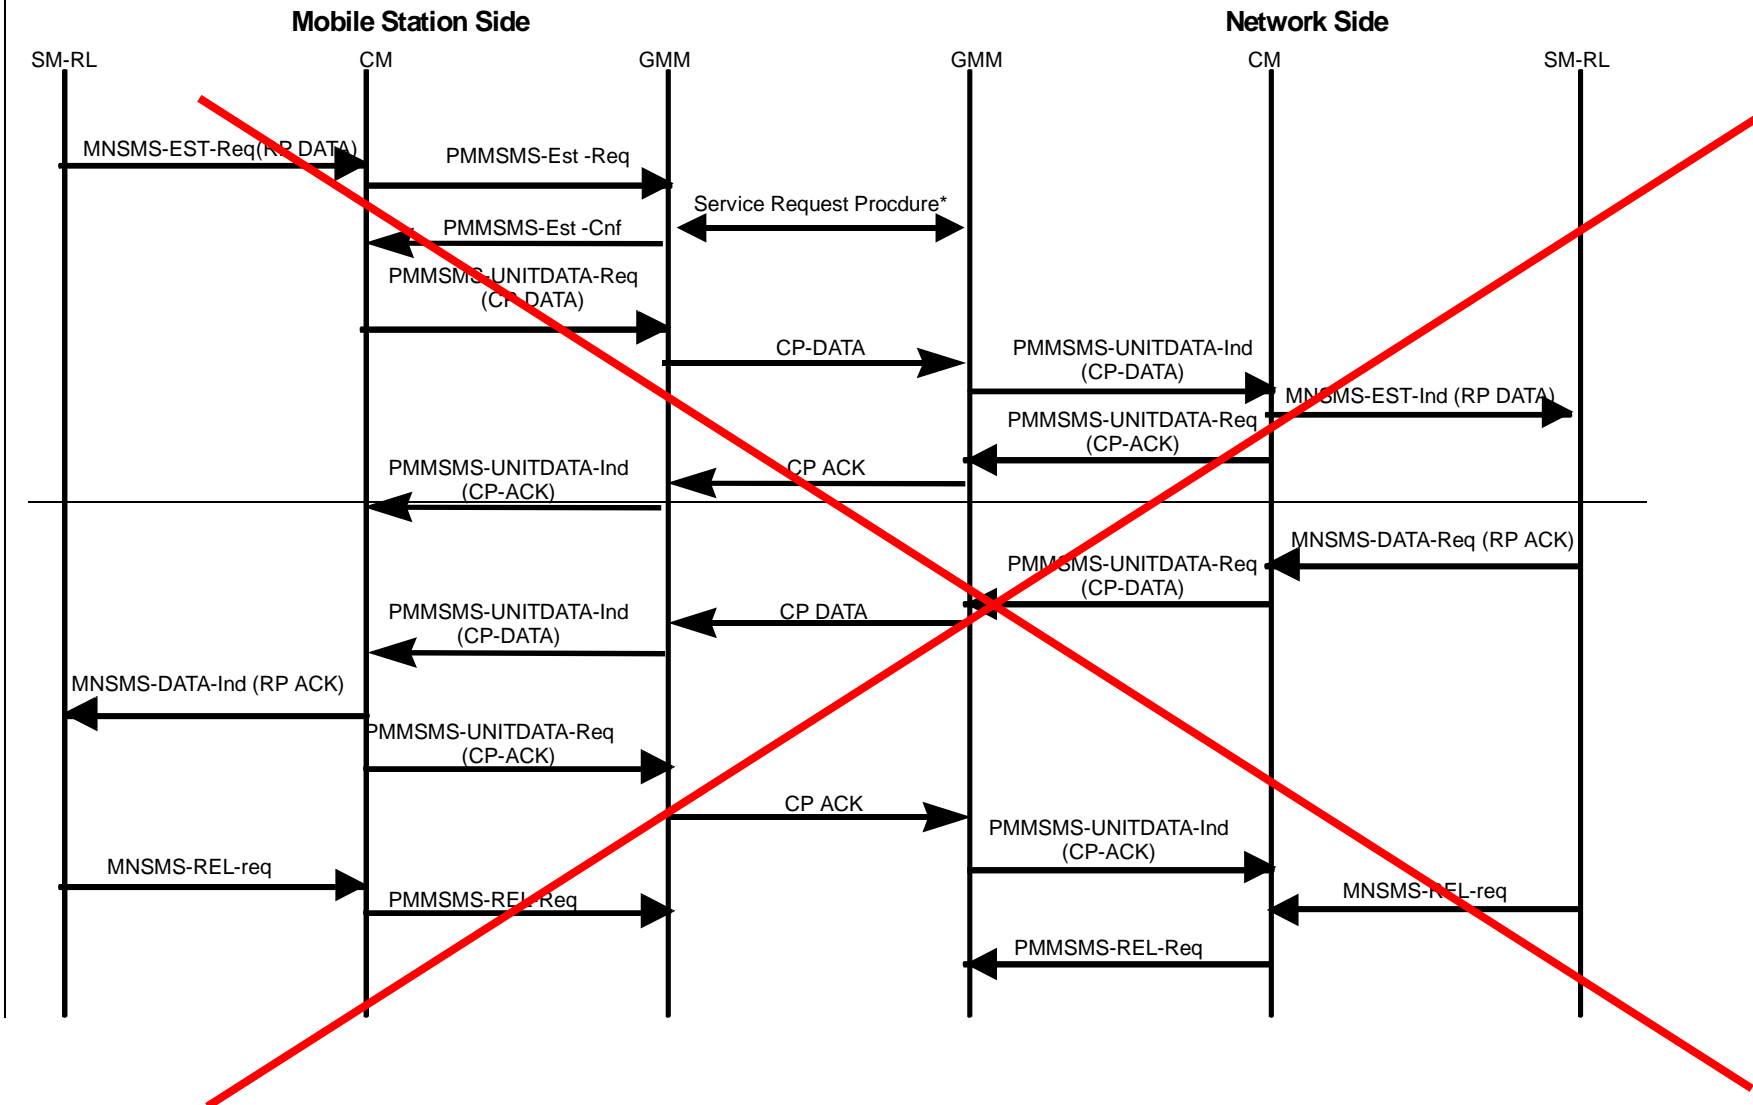 Mobile Station Side
Network Side
SM-RL
CM
GMM
GMM
CM
SM-RL
MNSMS-EST-Req(RP DATA)
PMMSMS-Est -Req
Service Request Procdure*
PMMSMS-Est -Cnf
PMMSMS-UNITDATA-Req
(CP-DATA)
CP-DATA
PMMSMS-UNITDATA-Ind
(CP-DATA)
MNSMS-EST-Ind (RP DATA)
PMMSMS-UNITDATA-Req
(CP-ACK)
CP ACK
PMMSMS-UNITDATA-Ind
(CP-ACK)
MNSMS-DATA-Req (RP ACK)
PMMSMS-UNITDATA-Req
(CP-DATA)
CP DATA
PMMSMS-UNITDATA-Ind
(CP-DATA)
MNSMS-DATA-Ind (RP ACK)
PMMSMS-UNITDATA-Req
(CP-ACK)
CP ACK
PMMSMS-UNITDATA-Ind
(CP-ACK)
MNSMS-REL-req
PMMSMS-REL-Req
MNSMS-REL-req
PMMSMS-REL-Req